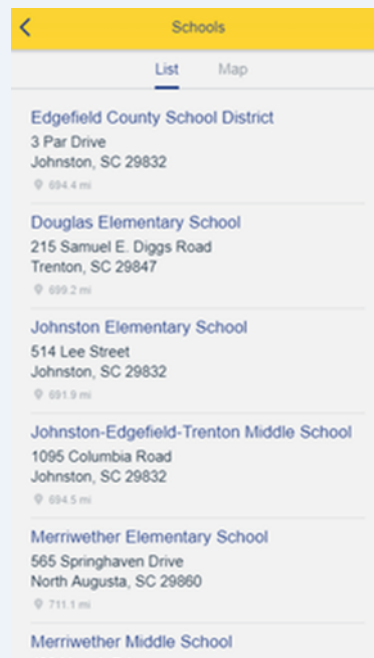 Schools
List Map
Edgefield County School District
3 Par Drive
Johnston, SC 29832
694.4 mi
Douglas Elementary School
215 Samuel E. Diggs Road
Trenton, SC 29847
699.2 mi
Johnston Elementary School
514 Lee Street
Johnston, SC 29832
691.9 mi
Johnston-Edgefield-Trenton Middle School
1095 Columbia Road
Johnston, SC 29832
694.5 mi
Merriwether Elementary School
565 Springhaven Drive
North Augusta, SC 29860
711.1 mi
Merriwether Middle School